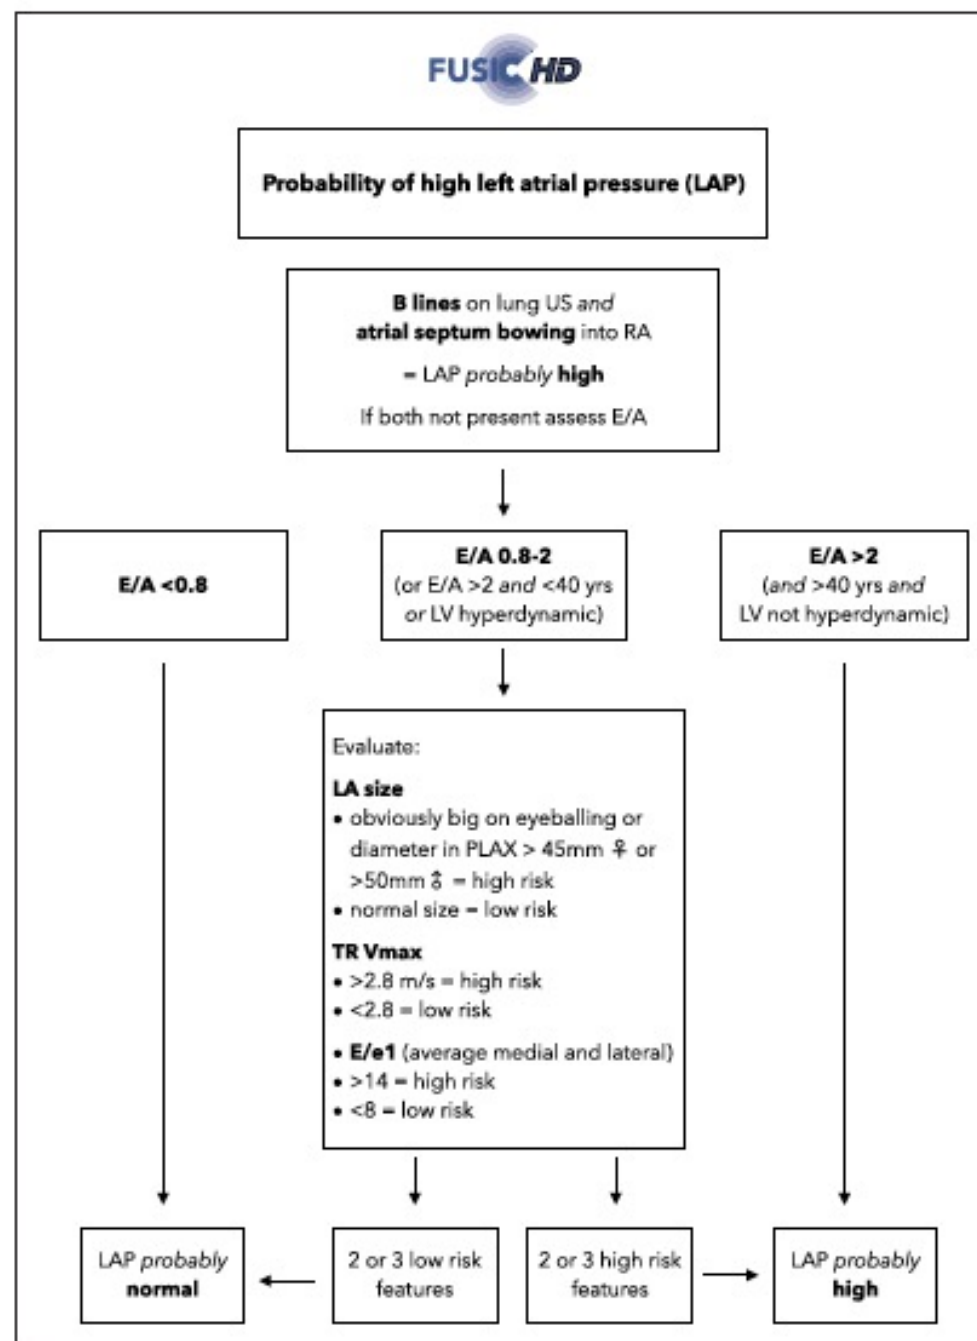 FUSIC HD
Probability of high left atrial pressure (LAP)
B lines on lung US and
atrial septum bowing into RA
= LAP probably high
If both not present assess E/A
E/A <0.8
E/A 0.8-2
(or E/A >2 and <40 yrs
or LV hyperdynamic)
E/A >2
(and >40 yrs and
LV not hyperdynamic)
Evaluate:
LA size
• obviously big on eyeballing or
diameter in PLAX > 45mm ♀ or
>50mm ♂ = high risk
• normal size = low risk
TR Vmax
• >2.8 m/s = high risk
• <2.8 = low risk
• E/e1 (average medial and lateral)
• >14 = high risk
• <8 = low risk
LAP probably
normal
2 or 3 low risk
features
2 or 3 high risk
features
LAP probably
high